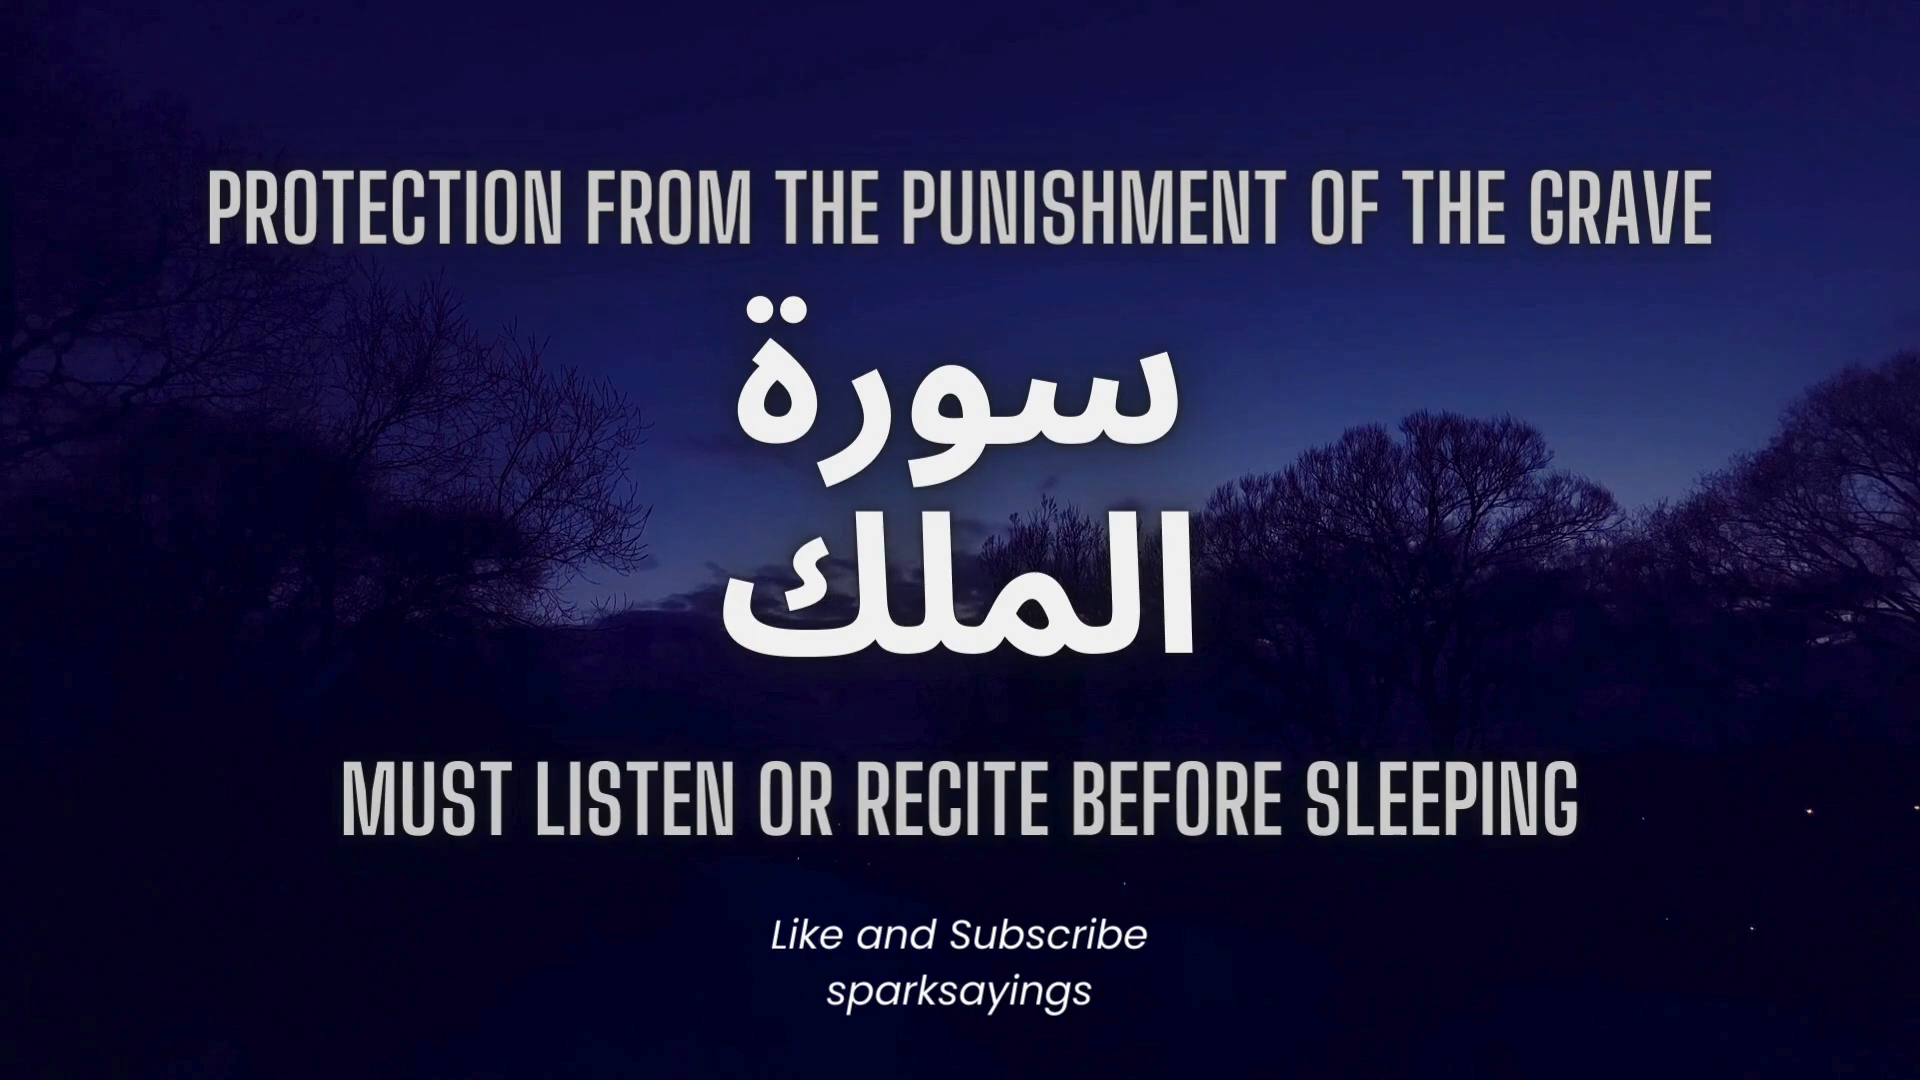 PROTECTION FROM THE PUNISHMENT OF THE GRAVE
سورة
الملك
MUST LISTEN OR RECITE BEFORE SLEEPING
Like and Subscribe
sparksayings